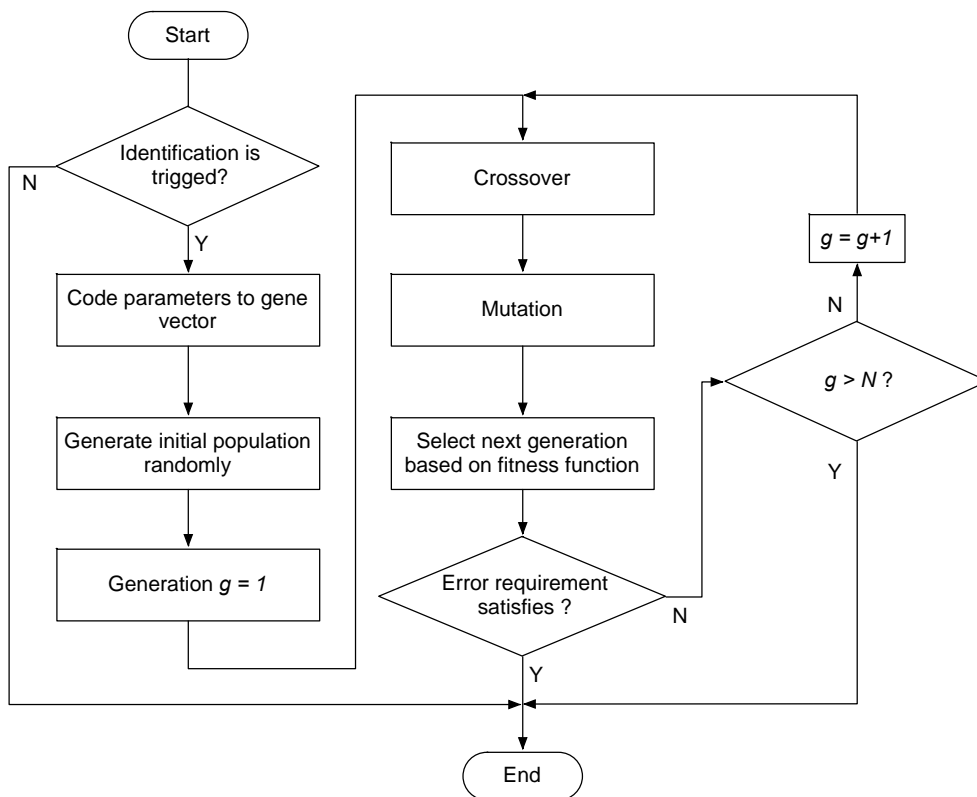 Start
Identification is
trigged?
N
Y
Code parameters to gene
vector
Generate initial population
randomly
Generation g = 1
Crossover
Mutation
Select next generation
based on fitness function
Error requirement
satisfies ?
N
Y
g = g+1
N
g > N ?
Y
End